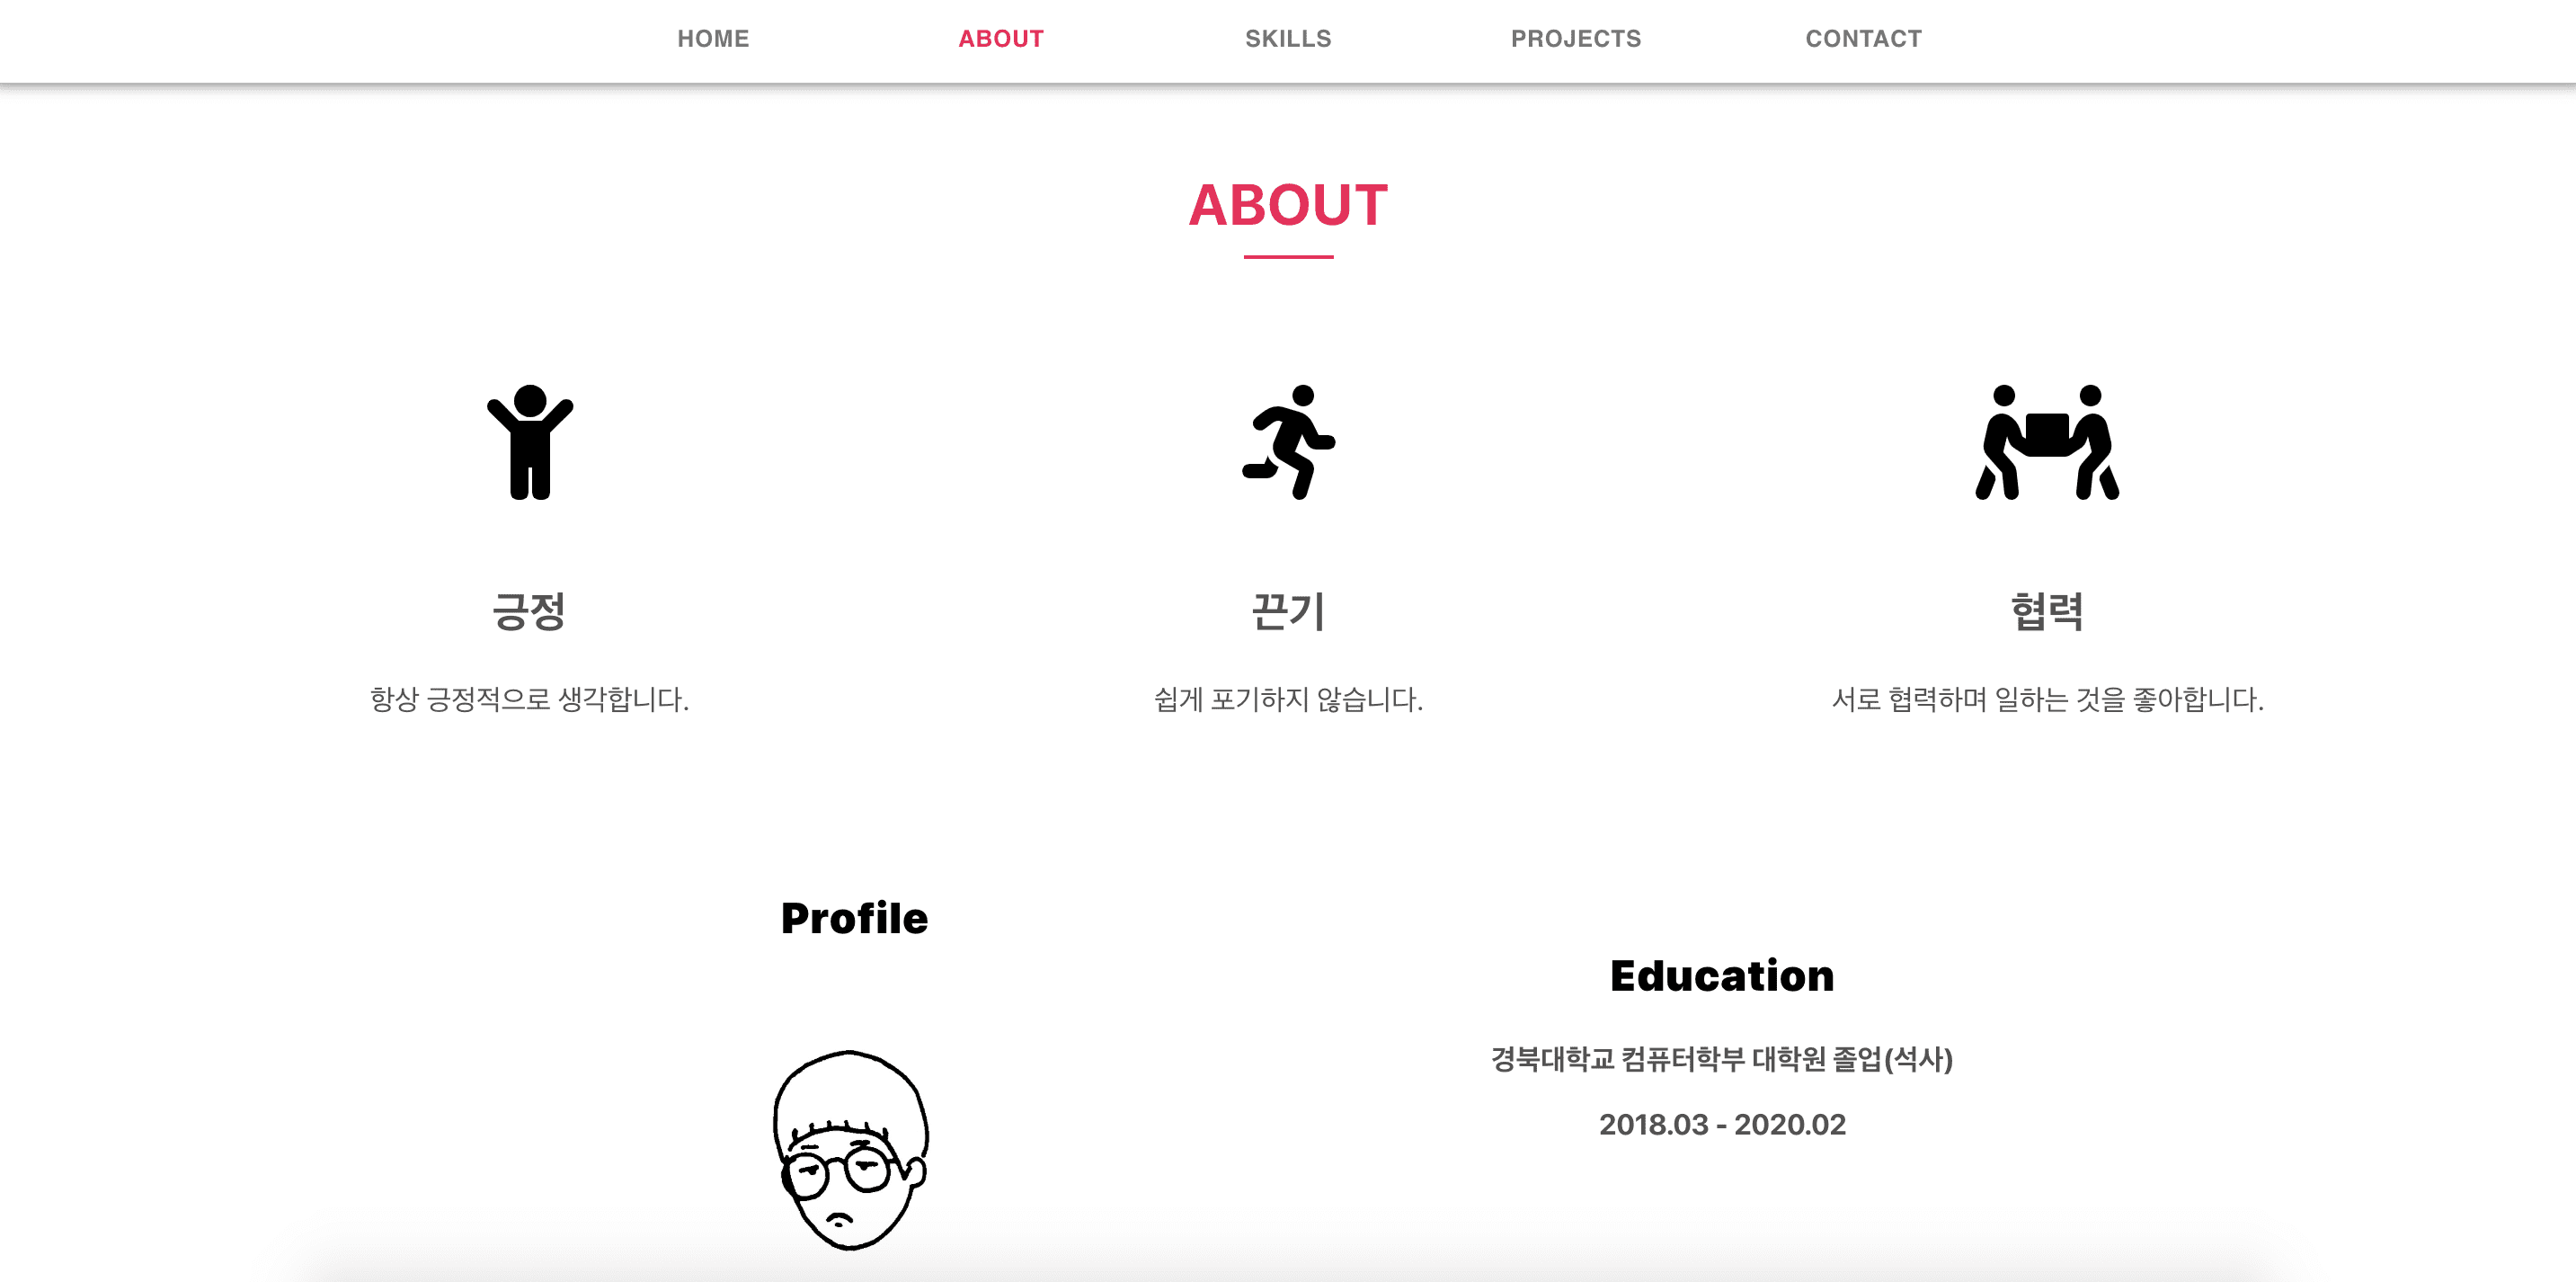 HOME ABOUT SKILLS PROJECTS CONTACT
ABOUT
긍정
항상 긍정적으로 생각합니다.
끈기
쉽게 포기하지 않습니다.
협력
서로 협력하며 일하는 것을 좋아합니다.
Profile
Education
경북대학교 컴퓨터학부 대학원 졸업(석사)
2018.03 - 2020.02